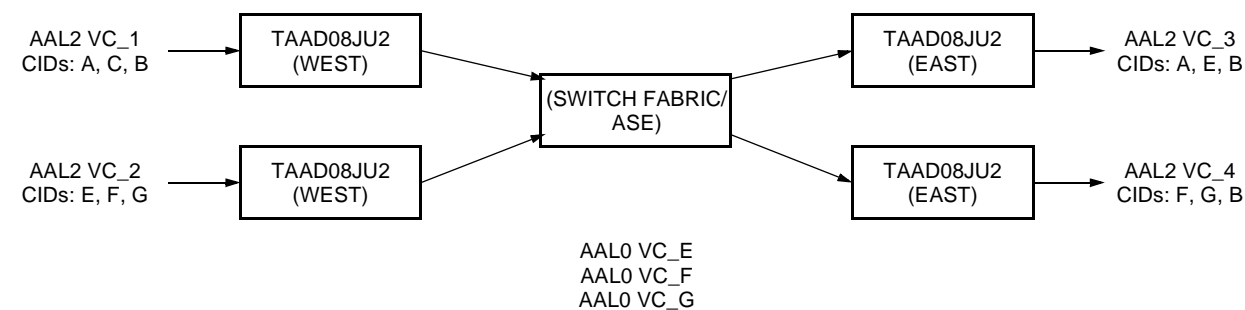 AAL2 VC_1
CIDs: A, C, B
TAAD08JU2
(WEST)
TAAD08JU2
(EAST)
AAL2 VC_3
CIDs: A, E, B
(SWITCH FABRIC/
ASE)
AAL2 VC_2
CIDs: E, F, G
TAAD08JU2
(WEST)
TAAD08JU2
(EAST)
AAL2 VC_4
CIDs: F, G, B
AAL0 VC_E
AAL0 VC_F
AAL0 VC_G